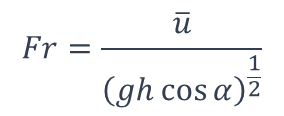 Fr = ū / (gh cos α)^(1/2)